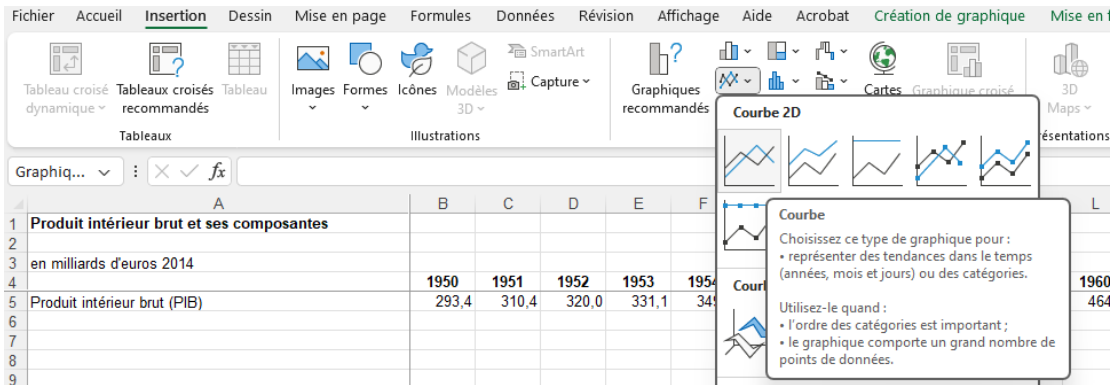 Fichier Accueil Insertion Dessin Mise en page Formules Données Révision Affichage Aide Acrobat Création de graphique Mise en
Tableau croisé dynamique
Tableaux croisés recommandés
Tableau
Tableaux
Images
Formes
Icônes
Modèles 3D
SmartArt
Capture
Illustrations
Graphiques recommandés
Cartes
Graphique croisé
3D Maps
Courbe 2D
Graphiq... fx
A B C D E F L
1 Produit intérieur brut et ses composantes
2
3 en milliards d'euros 2014
4 1950 1951 1952 1953 1954 1960
5 Produit intérieur brut (PIB) 293,4 310,4 320,0 331,1 349 464
6
7
8
9
Courbe
Choisissez ce type de graphique pour :
• représenter des tendances dans le temps
(années, mois et jours) ou des catégories.
Utilisez-le quand :
• l'ordre des catégories est important ;
• le graphique comporte un grand nombre de
points de données.